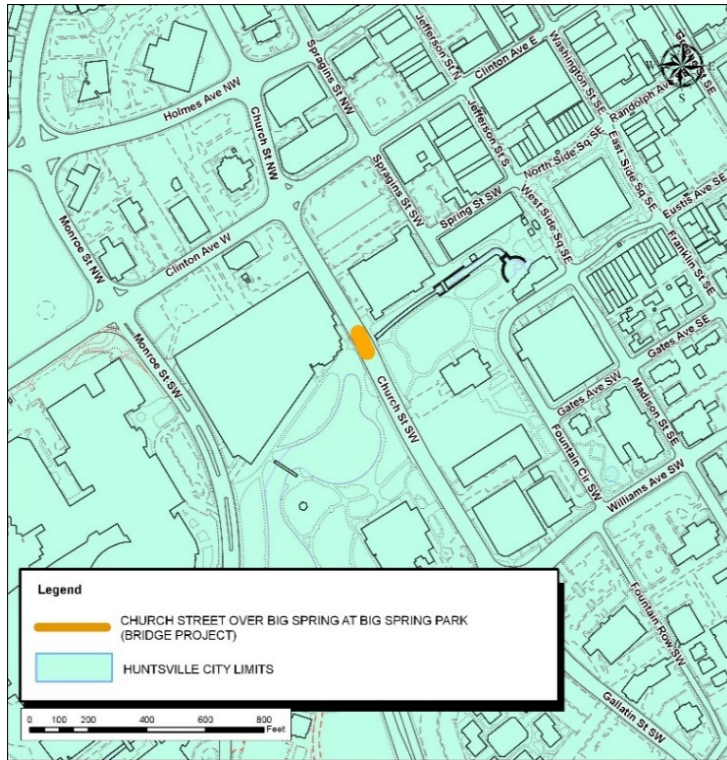 Spragins St NW
Jefferson St N
Clinton Ave E
Washington St SE
Holmes Ave NW
Church St NW
Jefferson St S
Randolph Ave
S
North Side Sq SE
East Side Sq SE
Spragins St SW
Spring St SW
West Side Sq SE
Eustis Ave SE
Monroe St NW
Clinton Ave W
Franklin St SE
Monroe St SW
Gates Ave SE
Church St SW
Gates Ave SW
Madison St SE
Fountain Cir SW
Williams Ave SW
Legend
CHURCH STREET OVER BIG SPRING AT BIG SPRING PARK
(BRIDGE PROJECT)
HUNTSVILLE CITY LIMITS
Fountain Row SW
Gallatin St SW
0 100 200 400 600 800
Feet